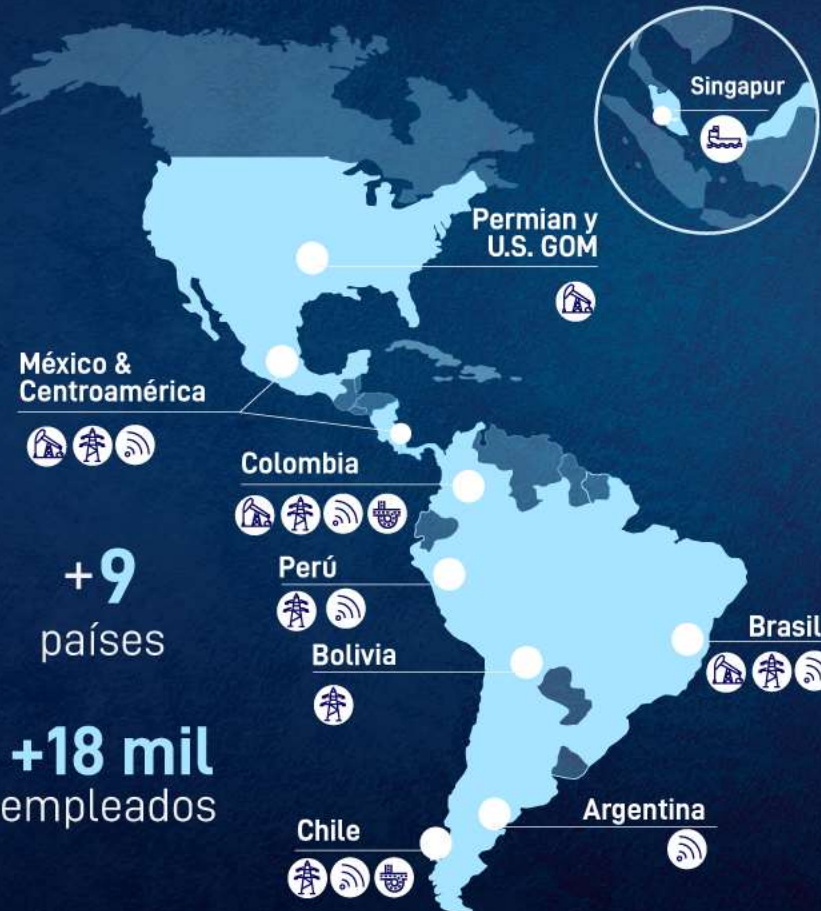 Singapur
Permian y
U.S. GOM
México &
Centroamérica
Colombia
+9
países
Perú
Bolivia
Brasil
+18 mil
empleados
Argentina
Chile